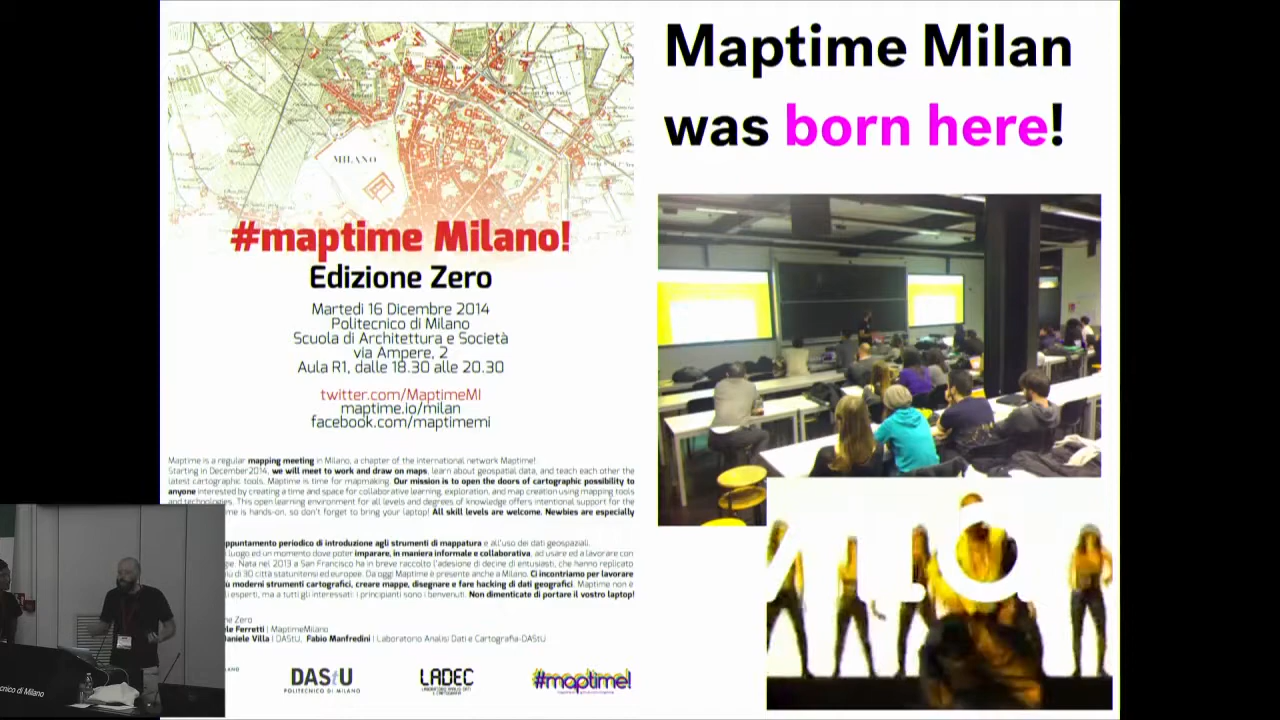 Maptime Milan
was born here!
MILANO
#maptime Milano!
Edizione Zero
Martedì 16 Dicembre 2014
Politecnico di Milano
Scuola di Architettura e Società
via Ampere, 2
Aula R1, dalle 18.30 alle 20.30
twitter.com/MaptimeMI
maptime.io/milan
facebook.com/maptimemi
Maptime is a regular mapping meeting in Milano, a chapter of the international network Maptime!
Starting in December2014, we will meet to work and draw on maps, learn about geospatial data, and teach each other the
latest cartographic tools. Maptime is time for mapmaking. Our mission is to open the doors of cartographic possibility to
anyone interested by creating a time and space for collaborative learning, exploration, and map creation using mapping tools
and technologies. This open learning environment for all levels and degrees of knowledge offers intentional support for the
me is hands-on, so don't forget to bring your laptop! All skill levels are welcome. Newbies are especially
appuntamento periodico di introduzione agli strumenti di mappatura e all'uso dei dati geospaziali.
luogo ed un momento dove poter imparare, in maniera informale e collaborativa, ad usare ed a lavorare con
gie. Nata nel 2013 a San Francisco ha in breve raccolto l'adesione di decine di entusiasti, che hanno replicato
di 30 città statunitensi ed europee. Da oggi Maptime è presente anche a Milano. Ci incontriamo per lavorare
moderni strumenti cartografici, creare mappe, disegnare e fare hacking di dati geografici. Maptime non è
esperti, ma a tutti gli interessati: i principianti sono i benvenuti. Non dimenticate di portare il vostro laptop!
ne Zero
le Ferretti | MaptimeMilano
Daniele Villa | DAStU, Fabio Manfredini | Laboratorio Analisi Dati e Cartografia-DAStU
DAStU
POLITECNICO DI MILANO
LADEC
LABORATORIO ANALISI DATI
E CARTOGRAFIA
#maptime!
cnico di Milano